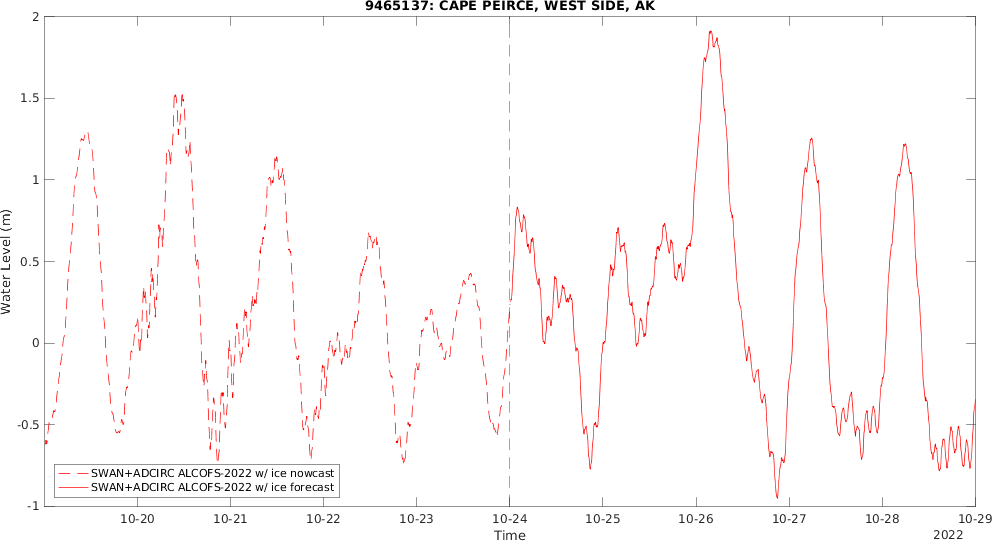 9465137: CAPE PEIRCE, WEST SIDE, AK
Water Level (m)
2
1.5
1
0.5
0
-0.5
-1
SWAN+ADCIRC ALCOFS-2022 w/ ice nowcast
SWAN+ADCIRC ALCOFS-2022 w/ ice forecast
10-20 10-21 10-22 10-23 10-24 10-25 10-26 10-27 10-28 10-29
Time
2022